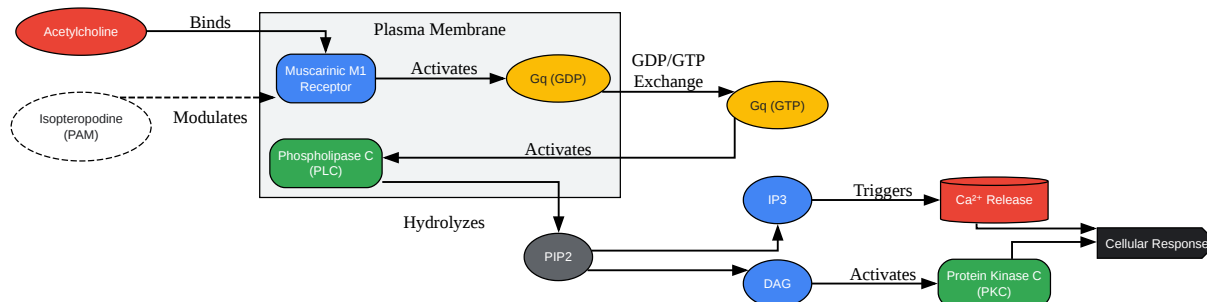 Acetylcholine
Binds
Plasma Membrane
Muscarinic M1
Receptor
Activates
Gq (GDP)
GDP/GTP
Exchange
Gq (GTP)
Isopteropodine
(PAM)
Modulates
Phospholipase C
(PLC)
Activates
Hydrolyzes
PIP2
IP3
Triggers
Ca²⁺ Release
Cellular Response
DAG
Activates
Protein Kinase C
(PKC)